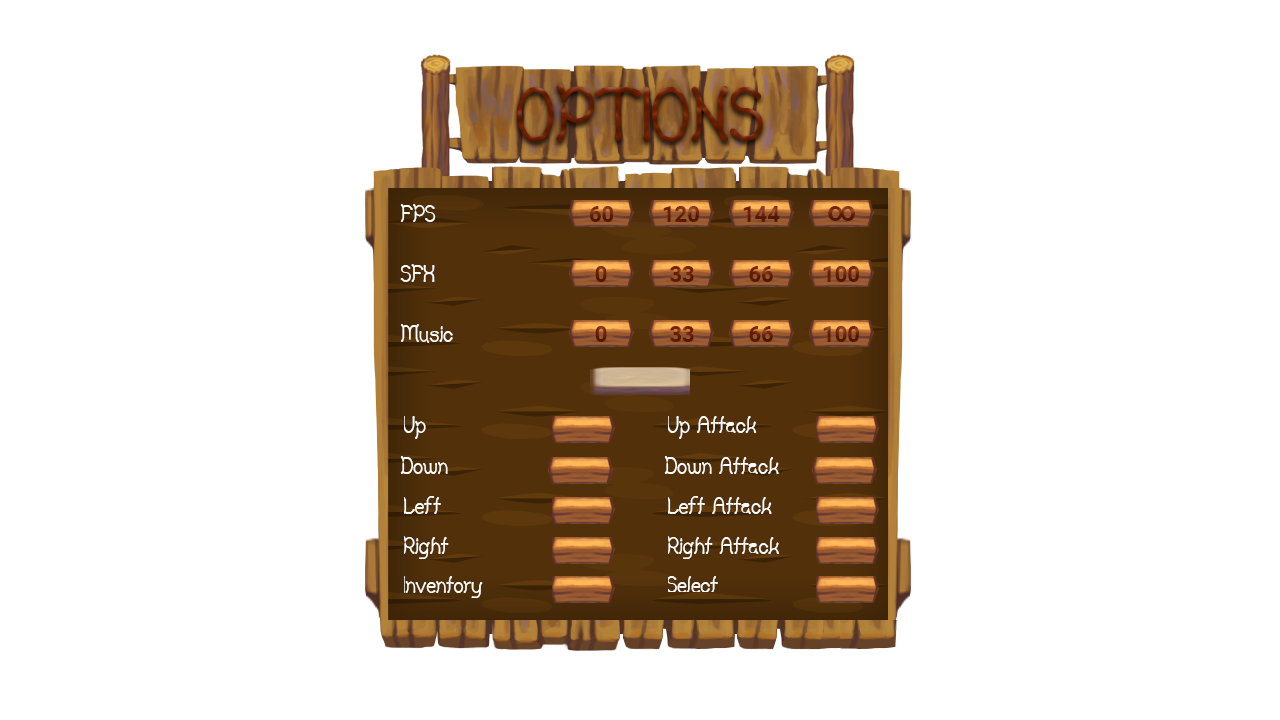 OPTIONS
FPS 60 120 144 ∞
SFX 0 33 66 100
Music 0 33 66 100
Up Up Attack
Down Down Attack
Left Left Attack
Right Right Attack
Inventory Select